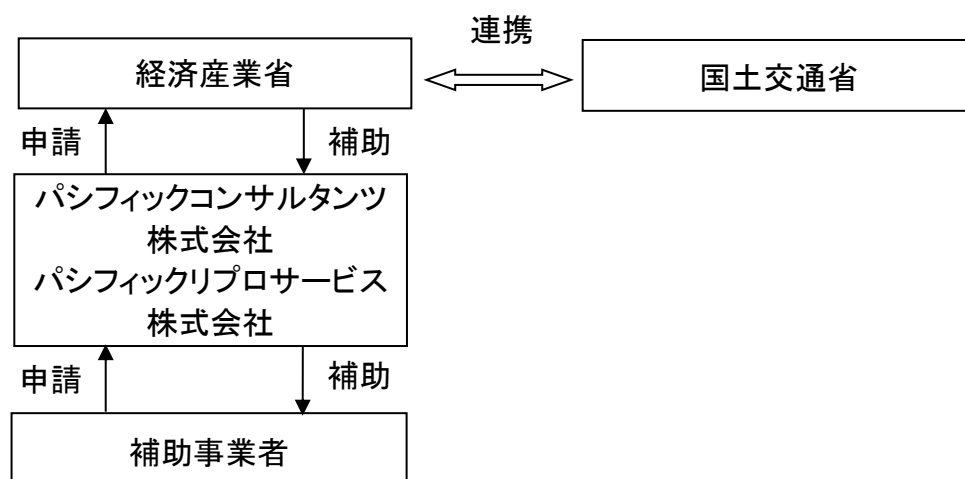 連携
経済産業省
国土交通省
申請
補助
パシフィックコンサルタンツ
株式会社
パシフィックリプロサービス
株式会社
申請
補助
補助事業者